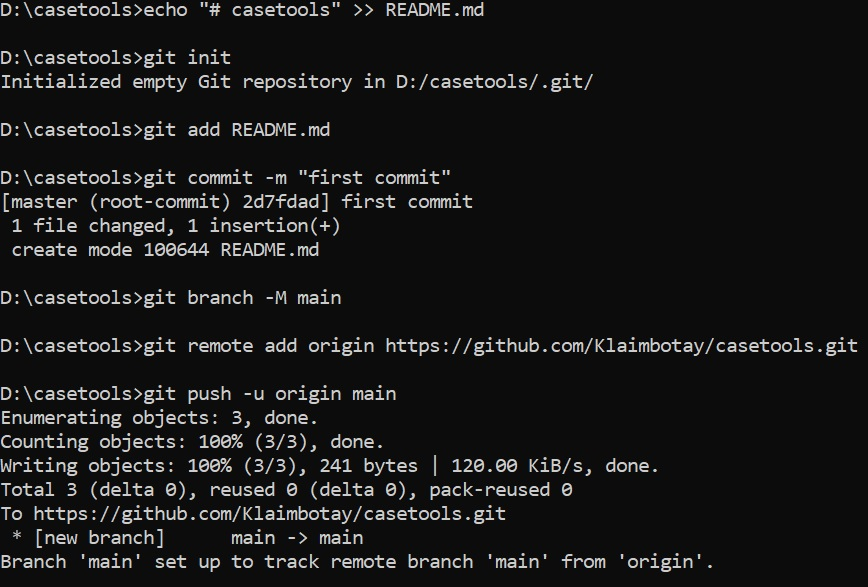 D:\casetools>echo "# casetools" >> README.md
D:\casetools>git init
Initialized empty Git repository in D:/casetools/.git/
D:\casetools>git add README.md
D:\casetools>git commit -m "first commit"
[master (root-commit) 2d7fdad] first commit
 1 file changed, 1 insertion(+)
 create mode 100644 README.md
D:\casetools>git branch -M main
D:\casetools>git remote add origin https://github.com/Klaimbotay/casetools.git
D:\casetools>git push -u origin main
Enumerating objects: 3, done.
Counting objects: 100% (3/3), done.
Writing objects: 100% (3/3), 241 bytes | 120.00 KiB/s, done.
Total 3 (delta 0), reused 0 (delta 0), pack-reused 0
To https://github.com/Klaimbotay/casetools.git
 * [new branch]      main -> main
Branch 'main' set up to track remote branch 'main' from 'origin'.